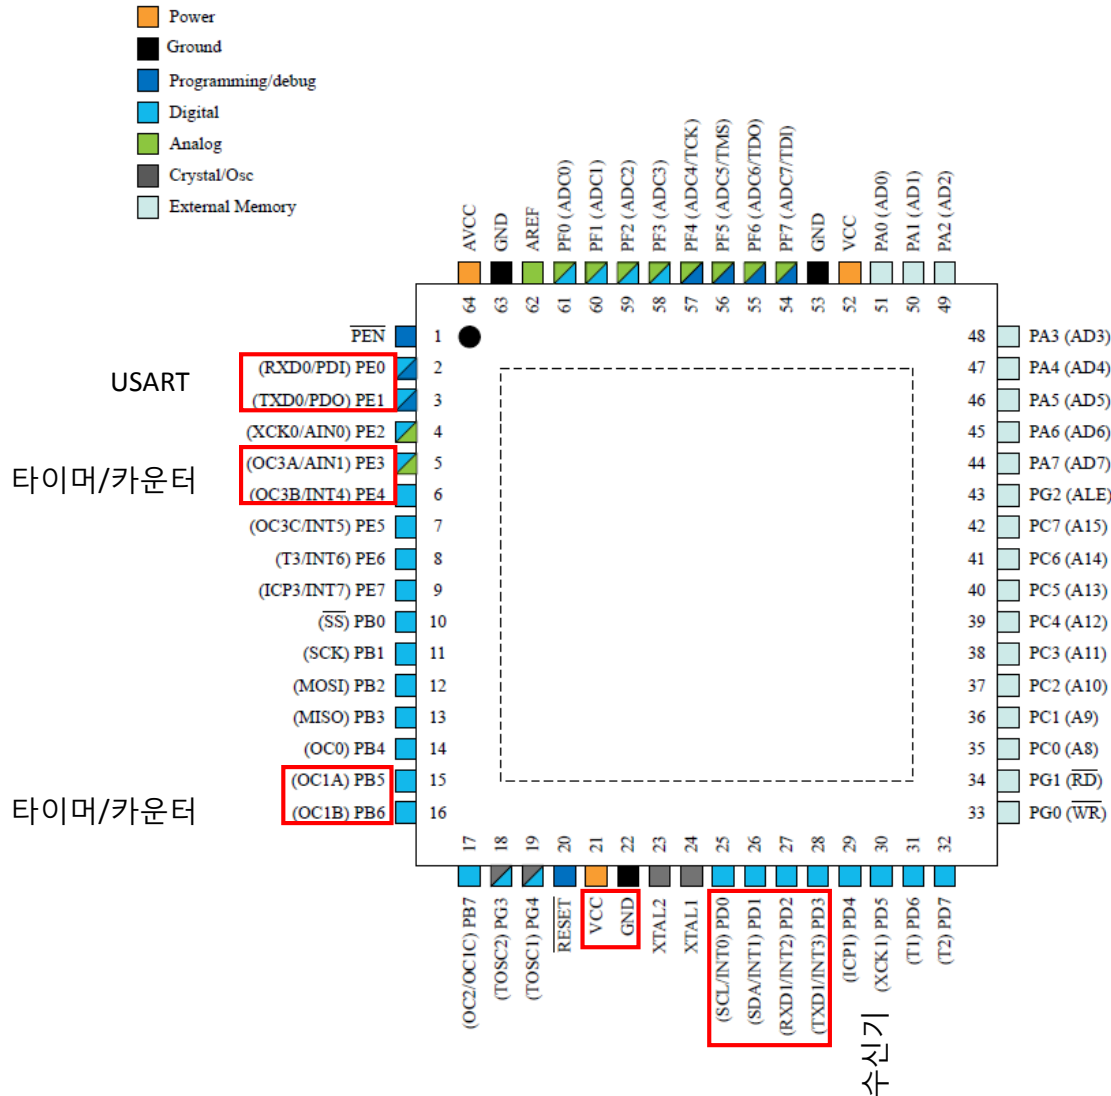 Power
Ground
Programming/debug
Digital
Analog
Crystal/Osc
External Memory
AVCC
GND
AREF
PF0 (ADC0)
PF1 (ADC1)
PF2 (ADC2)
PF3 (ADC3)
PF4 (ADC4/TCK)
PF5 (ADC5/TMS)
PF6 (ADC6/TDO)
PF7 (ADC7/TDI)
GND
VCC
PA0 (AD0)
PA1 (AD1)
PA2 (AD2)
64 63 62 61 60 59 58 57 56 55 54 53 52 51 50 49
PEN 1
USART
(RXD0/PDI) PE0 2
(TXD0/PDO) PE1 3
(XCK0/AIN0) PE2 4
타이머/카운터
(OC3A/AIN1) PE3 5
(OC3B/INT4) PE4 6
(OC3C/INT5) PE5 7
(T3/INT6) PE6 8
(ICP3/INT7) PE7 9
(SS) PB0 10
(SCK) PB1 11
(MOSI) PB2 12
(MISO) PB3 13
(OC0) PB4 14
(OC1A) PB5 15
타이머/카운터
(OC1B) PB6 16
48 PA3 (AD3)
47 PA4 (AD4)
46 PA5 (AD5)
45 PA6 (AD6)
44 PA7 (AD7)
43 PG2 (ALE)
42 PC7 (A15)
41 PC6 (A14)
40 PC5 (A13)
39 PC4 (A12)
38 PC3 (A11)
37 PC2 (A10)
36 PC1 (A9)
35 PC0 (A8)
34 PG1 (RD)
33 PG0 (WR)
17 18 19 20 21 22 23 24 25 26 27 28 29 30 31 32
(OC2/OC1C) PB7
(TOSC2) PG3
(TOSC1) PG4
RESET
VCC
GND
XTAL2
XTAL1
(SCL/INT0) PD0
(SDA/INT1) PD1
(RXD1/INT2) PD2
(TXD1/INT3) PD3
(ICP1) PD4
(XCK1) PD5
(T1) PD6
(T2) PD7
수신기